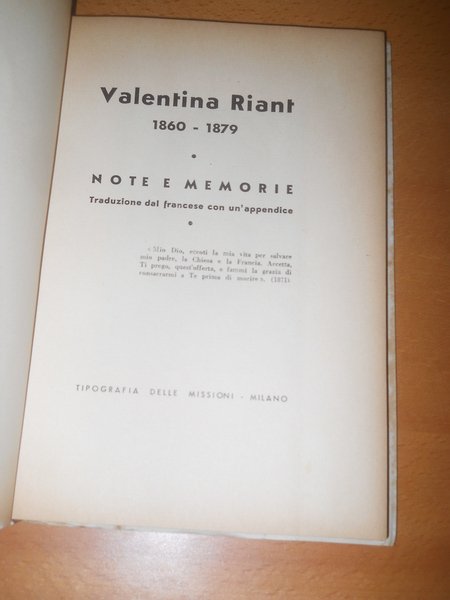 Valentina Riant
1860 - 1879
NOTE E MEMORIE
Traduzione dal francese con un'appendice
«Mio Dio, eccoti la mia vita per salvare
mio padre, la Chiesa e la Francia. Accetta,
Ti prego, quest'offerta, e fammi la grazia di
consacrarmi a Te prima di morire». (1871).
TIPOGRAFIA DELLE MISSIONI - MILANO